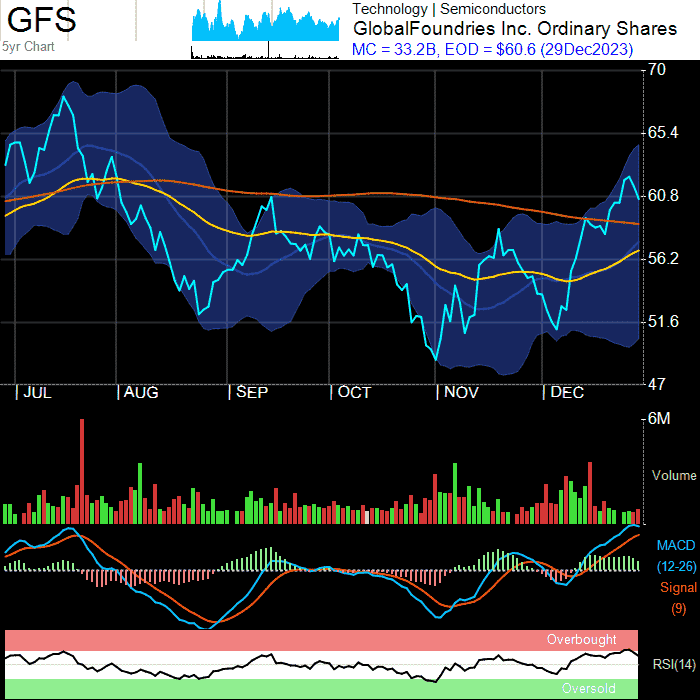 GFS
5yr Chart
Technology | Semiconductors
GlobalFoundries Inc. Ordinary Shares
MC = 33.2B, EOD = $60.6 (29Dec2023)
70
65.4
60.8
56.2
51.6
47
JUL AUG SEP OCT NOV DEC
6M
Volume
MACD
(12-26)
Signal
(9)
Overbought
RSI(14)
Oversold